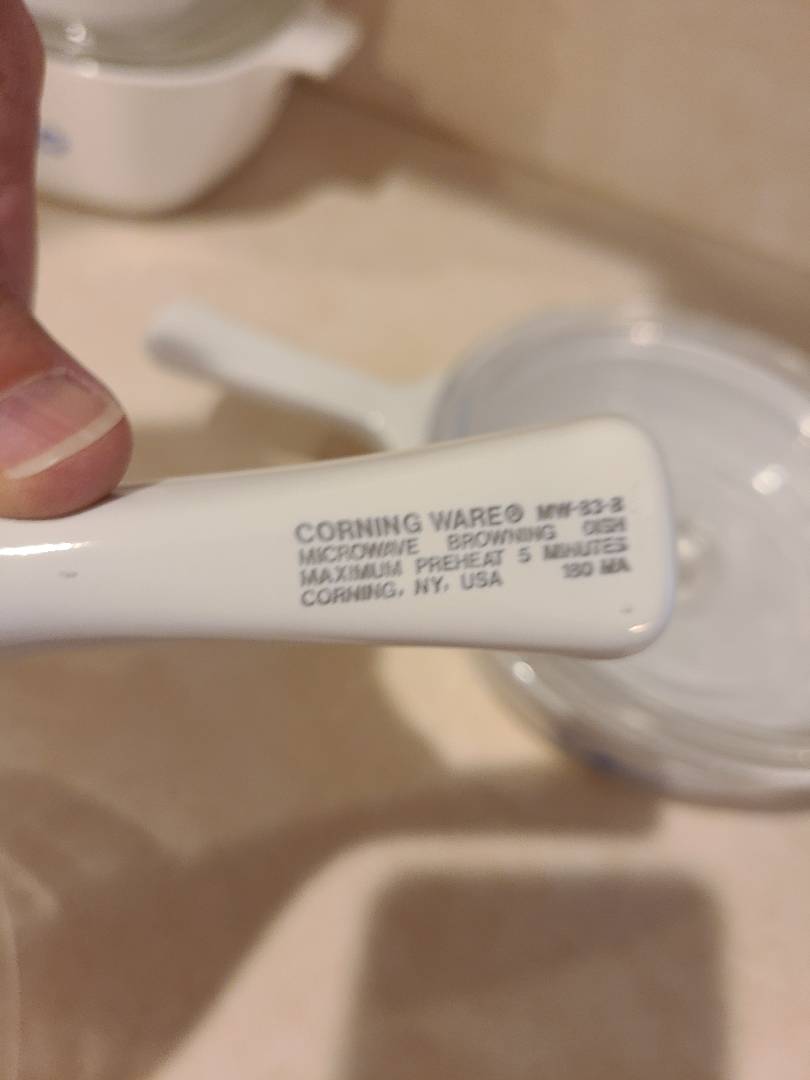 CORNING WARE® MW-83-B
MICROWAVE BROWNING DISH
MAXIMUM PREHEAT 5 MINUTES
CORNING, NY, USA 180 MA